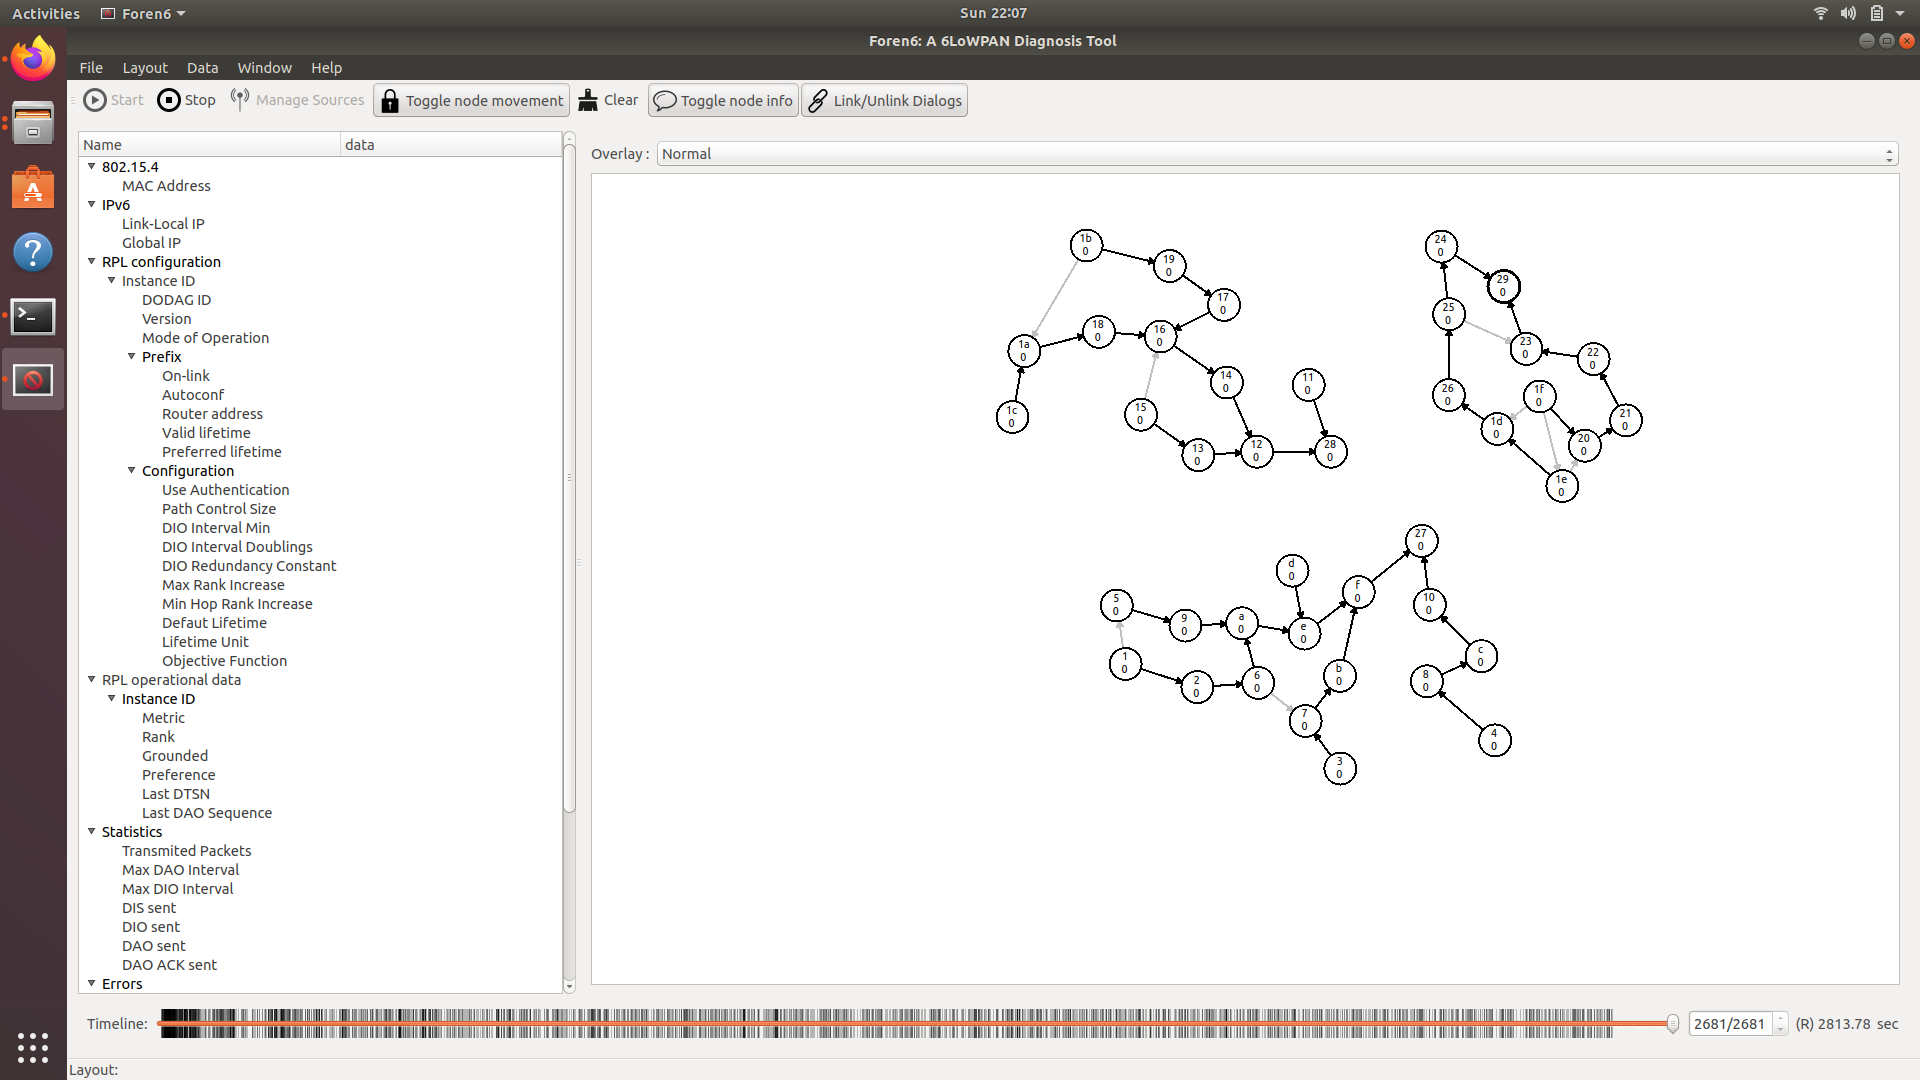 Activities Foren6 Sun 22:07
Foren6: A 6LoWPAN Diagnosis Tool
File Layout Data Window Help
Start Stop Manage Sources Toggle node movement Clear Toggle node info Link/Unlink Dialogs
Name data
802.15.4
MAC Address
IPv6
Link-Local IP
Global IP
RPL configuration
Instance ID
DODAG ID
Version
Mode of Operation
Prefix
On-link
Autoconf
Router address
Valid lifetime
Preferred lifetime
Configuration
Use Authentication
Path Control Size
DIO Interval Min
DIO Interval Doublings
DIO Redundancy Constant
Max Rank Increase
Min Hop Rank Increase
Defaut Lifetime
Lifetime Unit
Objective Function
RPL operational data
Instance ID
Metric
Rank
Grounded
Preference
Last DTSN
Last DAO Sequence
Statistics
Transmited Packets
Max DAO Interval
Max DIO Interval
DIS sent
DIO sent
DAO sent
DAO ACK sent
Errors
Overlay : Normal
1b
0
19
0
17
0
18
0
16
0
1a
0
14
0
11
0
1c
0
15
0
13
0
12
0
28
0
24
0
29
0
25
0
23
0
22
0
26
0
1f
0
1d
0
21
0
20
0
1e
0
27
0
d
0
f
0
5
0
9
0
a
0
e
0
10
0
1
0
2
0
6
0
b
0
c
0
8
0
7
0
4
0
3
0
Timeline: 2681/2681 (R) 2813.78 sec
Layout: